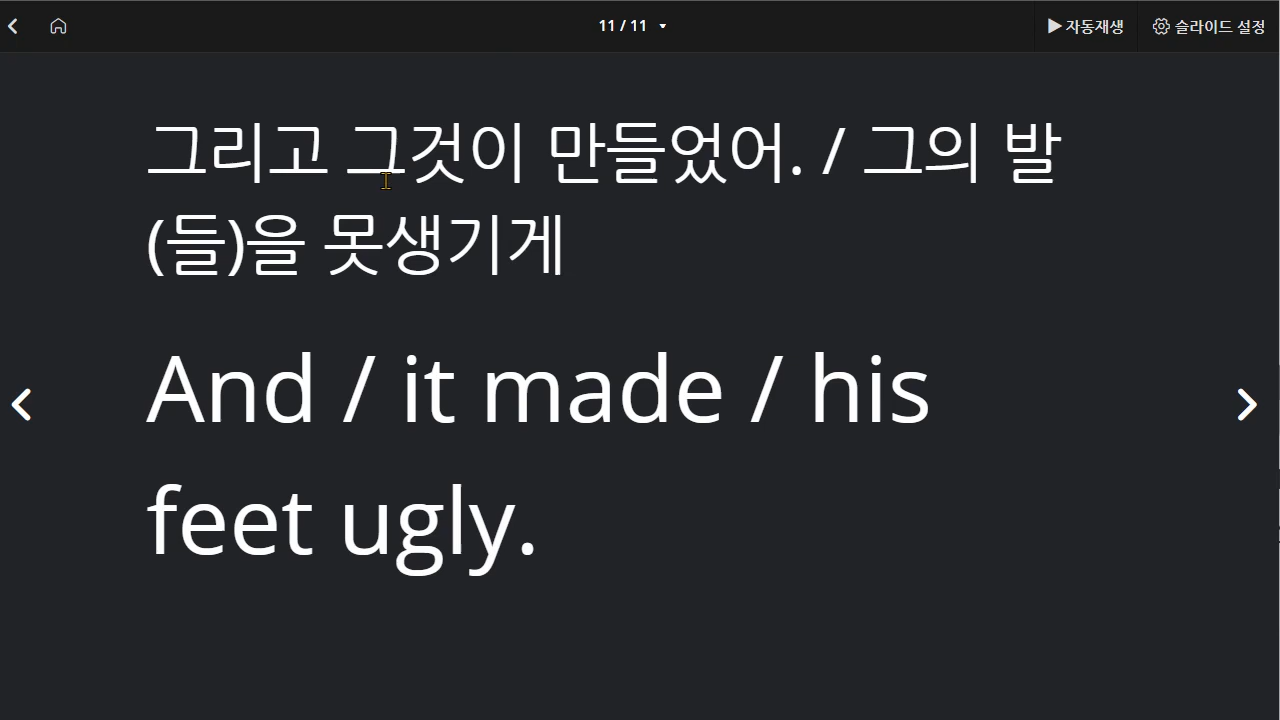 11 / 11
자동재생
슬라이드 설정
그리고 그것이 만들었어. / 그의 발
(들)을 못생기게
And / it made / his
feet ugly.